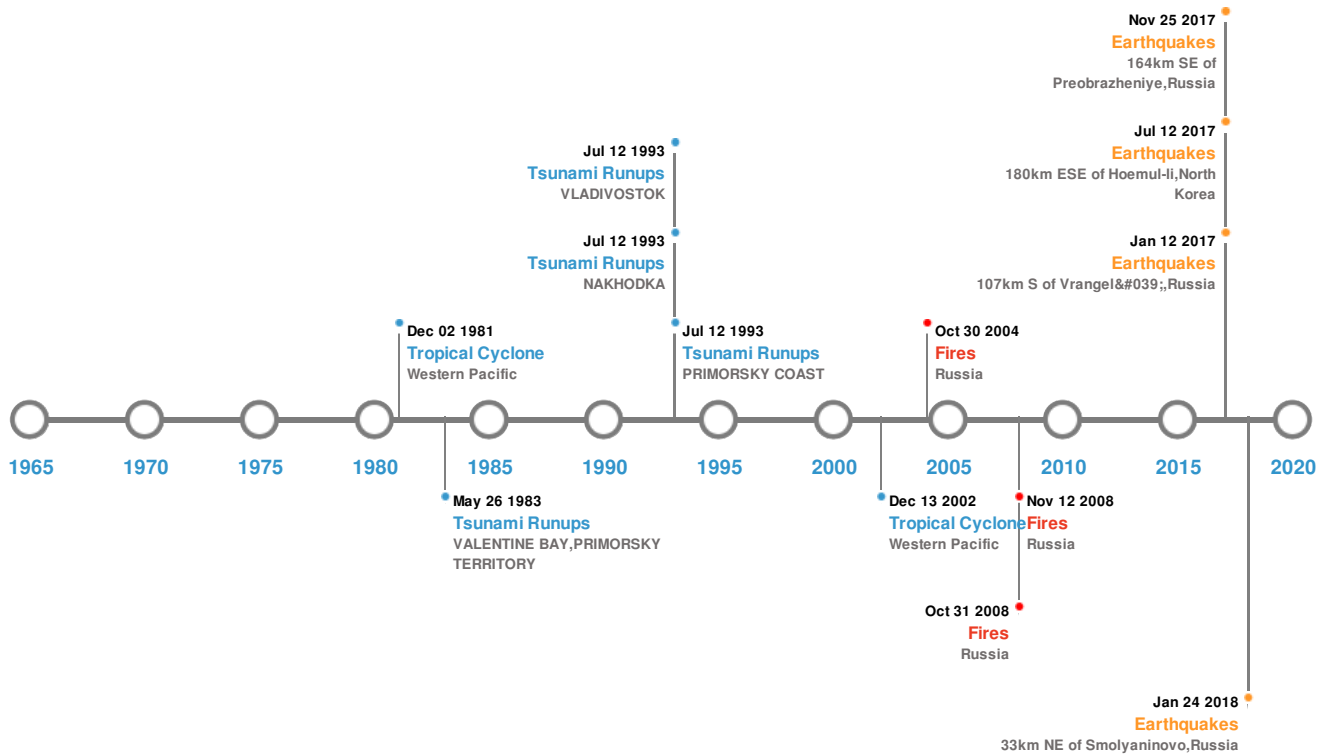 Nov 25 2017
Earthquakes
164km SE of
Preobrazheniye,Russia
Jul 12 2017
Earthquakes
180km ESE of Hoemul-li,North
Korea
Jan 12 2017
Earthquakes
107km S of Vrangel&#039;,Russia
Jul 12 1993
Tsunami Runups
VLADIVOSTOK
Jul 12 1993
Tsunami Runups
NAKHODKA
Dec 02 1981
Tropical Cyclone
Western Pacific
Jul 12 1993
Tsunami Runups
PRIMORSKY COAST
Oct 30 2004
Fires
Russia
1965 1970 1975 1980 1985 1990 1995 2000 2005 2010 2015 2020
May 26 1983
Tsunami Runups
VALENTINE BAY,PRIMORSKY
TERRITORY
Dec 13 2002
Tropical Cyclone
Western Pacific
Nov 12 2008
Fires
Russia
Oct 31 2008
Fires
Russia
Jan 24 2018
Earthquakes
33km NE of Smolyaninovo,Russia